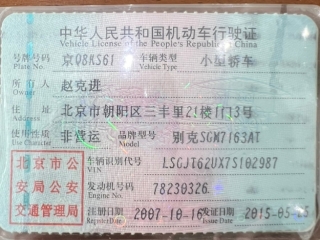 中华人民共和国机动车行驶证
Vehicle License of the People's Republic of China
号牌号码 京Q8KS61 车辆类型 小型轿车
Plate No. Vehicle Type
所有人 赵克进
Owner
住址 北京市朝阳区三丰里21楼1门3号
Address
使用性质 非营运 品牌型号 别克SGM7163AT
Use Character Model
北京市公 车辆识别代号 LSGJT62UX7S102987
VIN
安局公安 发动机号码 78230326
Engine No.
交通管理局 注册日期 2007-10-16 发证日期 2015-05-26
Register Date Issue Date